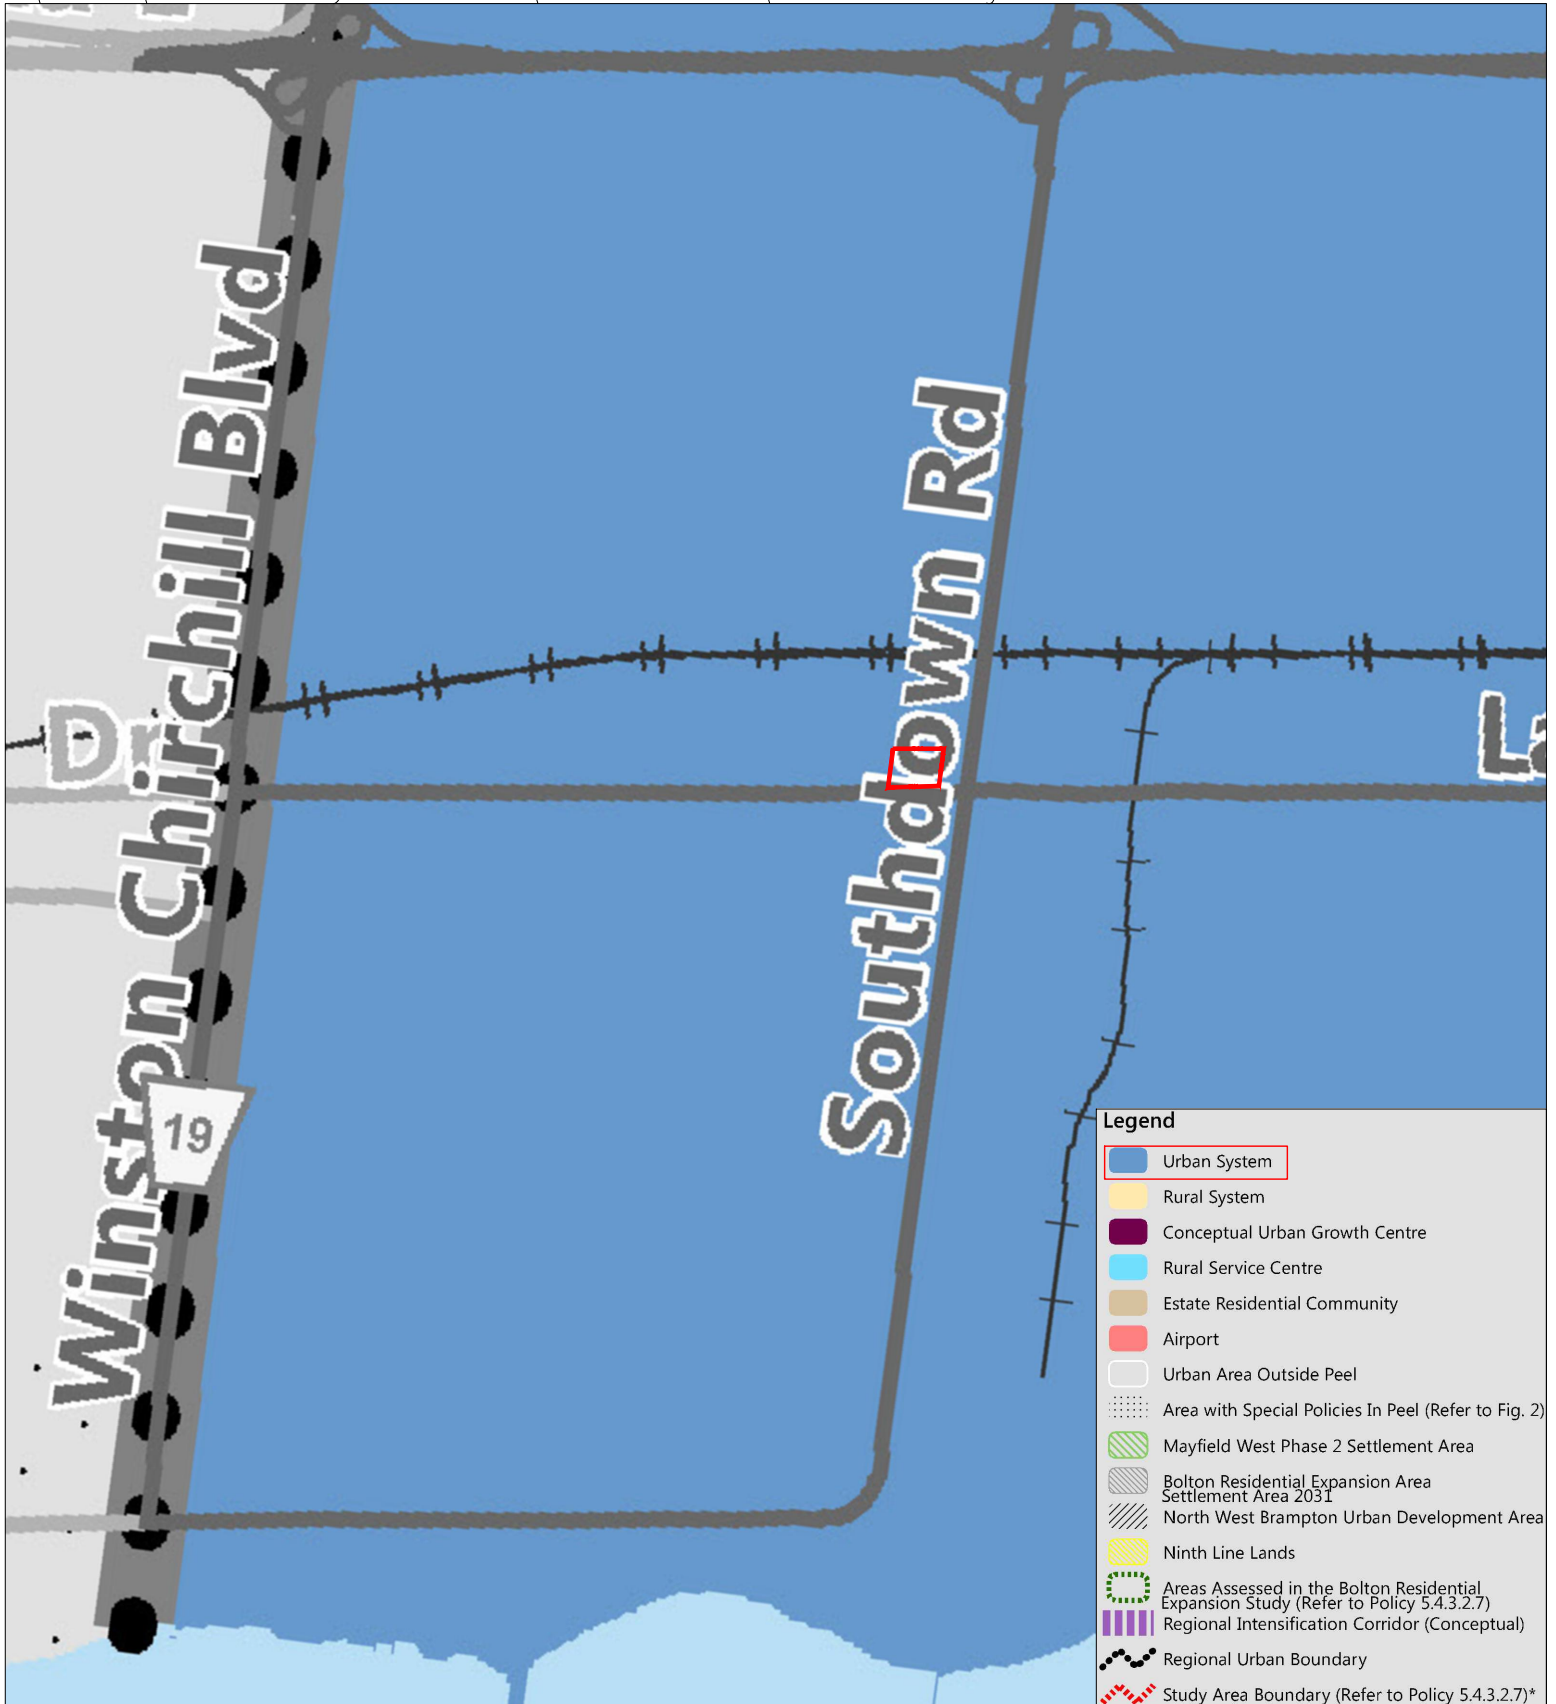 Winston Chirchill Blvd
Southdown Rd
Dr
La
19
Legend
Urban System
Rural System
Conceptual Urban Growth Centre
Rural Service Centre
Estate Residential Community
Airport
Urban Area Outside Peel
Area with Special Policies In Peel (Refer to Fig. 2)
Mayfield West Phase 2 Settlement Area
Bolton Residential Expansion Area
Settlement Area 2031
North West Brampton Urban Development Area
Ninth Line Lands
Areas Assessed in the Bolton Residential
Expansion Study (Refer to Policy 5.4.3.2.7)
Regional Intensification Corridor (Conceptual)
Regional Urban Boundary
Study Area Boundary (Refer to Policy 5.4.3.2.7)*